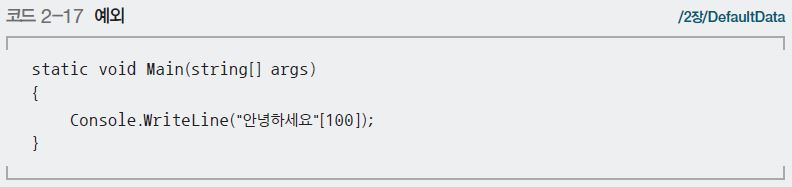 코드 2-17 예외 /2장/DefaultData
static void Main(string[] args)
{
    Console.WriteLine("안녕하세요"[100]);
}